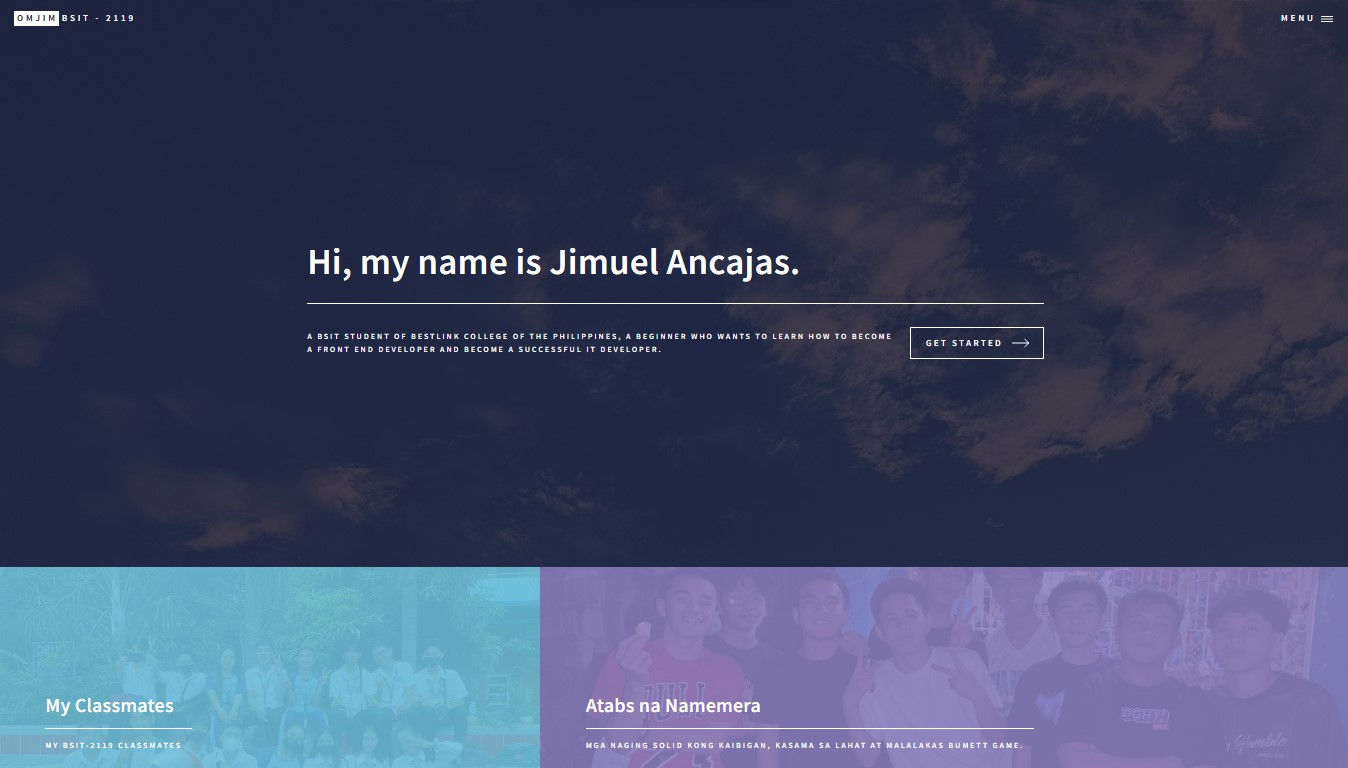 OMJIM BSIT - 2119
MENU
Hi, my name is Jimuel Ancajas.
A BSIT STUDENT OF BESTLINK COLLEGE OF THE PHILIPPINES, A BEGINNER WHO WANTS TO LEARN HOW TO BECOME
A FRONT END DEVELOPER AND BECOME A SUCCESSFUL IT DEVELOPER.
GET STARTED
My Classmates
MY BSIT-2119 CLASSMATES
Atabs na Namemera
MGA NAGING SOLID KONG KAIBIGAN, KASAMA SA LAHAT AT MALALAKAS BUMETT GAME.
Humble